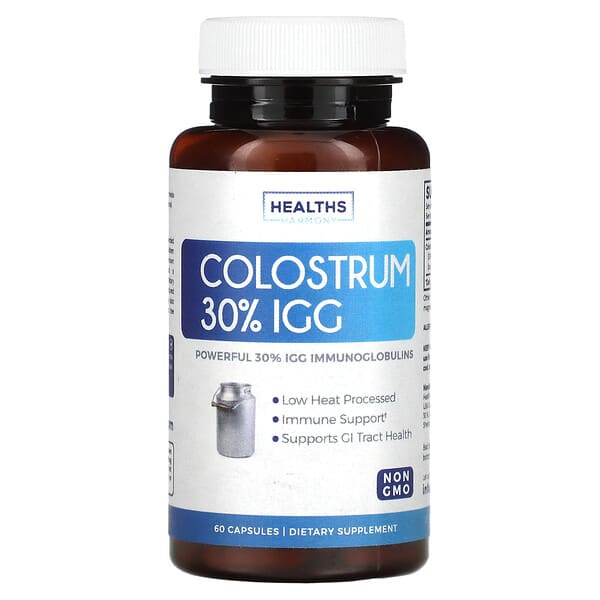 HEALTHS
HARMONY
COLOSTRUM
30% IGG
POWERFUL 30% IGG IMMUNOGLOBULINS
• Low Heat Processed
• Immune Support†
• Supports GI Tract Health
NON
GMO
60 CAPSULES | DIETARY SUPPLEMENT